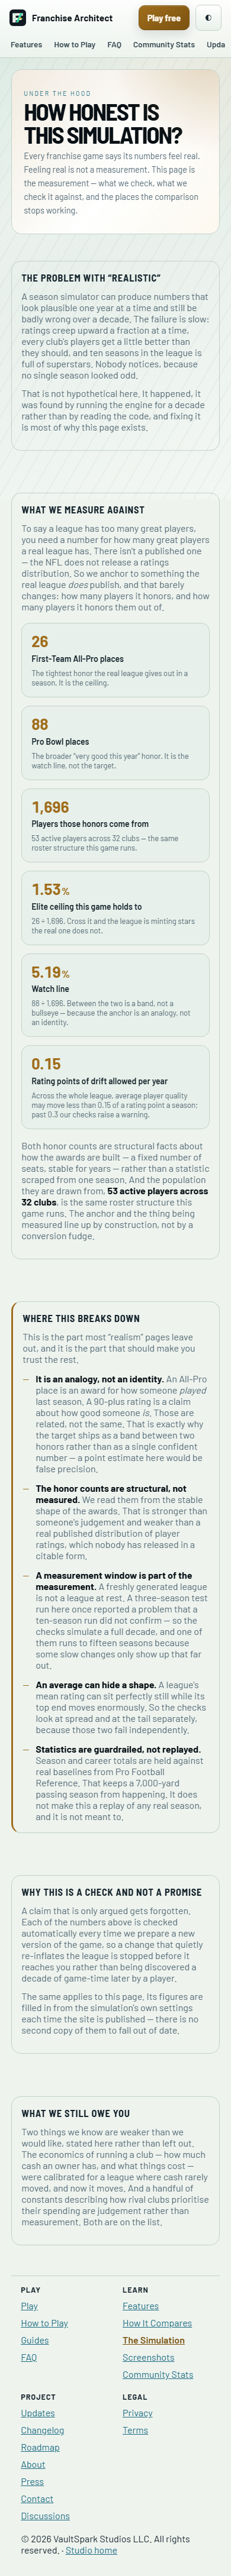 Franchise Architect
Play free
Features How to Play FAQ Community Stats Upda
UNDER THE HOOD
HOW HONEST IS
THIS SIMULATION?
Every franchise game says its numbers feel real.
Feeling real is not a measurement. This page is
the measurement — what we check, what we
check it against, and the places the comparison
stops working.
THE PROBLEM WITH “REALISTIC”
A season simulator can produce numbers that
look plausible one year at a time and still be
badly wrong over a decade. The failure is slow:
ratings creep upward a fraction at a time,
every club's players get a little better than
they should, and ten seasons in the league is
full of superstars. Nobody notices, because
no single season looked odd.
That is not hypothetical here. It happened, it
was found by running the engine for a decade
rather than by reading the code, and fixing it
is most of why this page exists.
WHAT WE MEASURE AGAINST
To say a league has too many great players,
you need a number for how many great players
a real league has. There isn't a published one
— the NFL does not release a ratings
distribution. So we anchor to something the
real league does publish, and that barely
changes: how many players it honors, and how
many players it honors them out of.
26
First-Team All-Pro places
The tightest honor the real league gives out in a
season. It is the ceiling.
88
Pro Bowl places
The broader "very good this year" honor. It is the
watch line, not the target.
1,696
Players those honors come from
53 active players across 32 clubs — the same
roster structure this game runs.
1.53%
Elite ceiling this game holds to
26 ÷ 1,696. Cross it and the league is minting stars
the real one does not.
5.19%
Watch line
88 ÷ 1,696. Between the two is a band, not a
bullseye — because the anchor is an analogy, not
an identity.
0.15
Rating points of drift allowed per year
Across the whole league, average player quality
may move less than 0.15 of a rating point a season;
past 0.3 our checks raise a warning.
Both honor counts are structural facts about
how the awards are built — a fixed number of
seats, stable for years — rather than a statistic
scraped from one season. And the population
they are drawn from, 53 active players across
32 clubs, is the same roster structure this
game runs. The anchor and the thing being
measured line up by construction, not by a
conversion fudge.
WHERE THIS BREAKS DOWN
This is the part most “realism” pages leave
out, and it is the part that should make you
trust the rest.
— It is an analogy, not an identity. An All-Pro
place is an award for how someone played
last season. A 90-plus rating is a claim
about how good someone is. Those are
related, not the same. That is exactly why
the target ships as a band between two
honors rather than as a single confident
number — a point estimate here would be
false precision.
— The honor counts are structural, not
measured. We read them from the stable
shape of the awards. That is stronger than
someone's judgement and weaker than a
real published distribution of player
ratings, which nobody has released in a
citable form.
— A measurement window is part of the
measurement. A freshly generated league
is not a league at rest. A three-season test
run here once reported a problem that a
ten-season run did not confirm — so the
checks simulate a full decade, and one of
them runs to fifteen seasons because
some slow changes only show up that far
out.
— An average can hide a shape. A league's
mean rating can sit perfectly still while its
top end moves enormously. So the checks
look at spread and at the tail separately,
because those two fail independently.
— Statistics are guardrailed, not replayed.
Season and career totals are held against
real baselines from Pro Football
Reference. That keeps a 7,000-yard
passing season from happening. It does
not make this a replay of any real season,
and it is not meant to.
WHY THIS IS A CHECK AND NOT A PROMISE
A claim that is only argued gets forgotten.
Each of the numbers above is checked
automatically every time we prepare a new
version of the game, so a change that quietly
re-inflates the league is stopped before it
reaches you rather than being discovered a
decade of game-time later by a player.
The same applies to this page. Its figures are
filled in from the simulation's own settings
each time the site is built — there is no
second copy of them to fall out of date.
WHAT WE STILL OWE YOU
Two things we know are weaker than we
would like, stated here rather than left out.
The economics of running a club — how much
cash an owner has, what things cost —
were calibrated for a league where cash rarely
moved, and now it moves. And a handful of
constants describing how rival clubs prioritise
their spending are judgement rather than
measurement. Both are on the list.
PLAY
Play
How to Play
Guides
FAQ
LEARN
Features
How It Compares
The Simulation
Screenshots
Community Stats
PROJECT
Updates
Changelog
Roadmap
About
Press
Contact
Discussions
LEGAL
Privacy
Terms
© 2026 VaultSpark Studios LLC. All rights
reserved. · Studio home